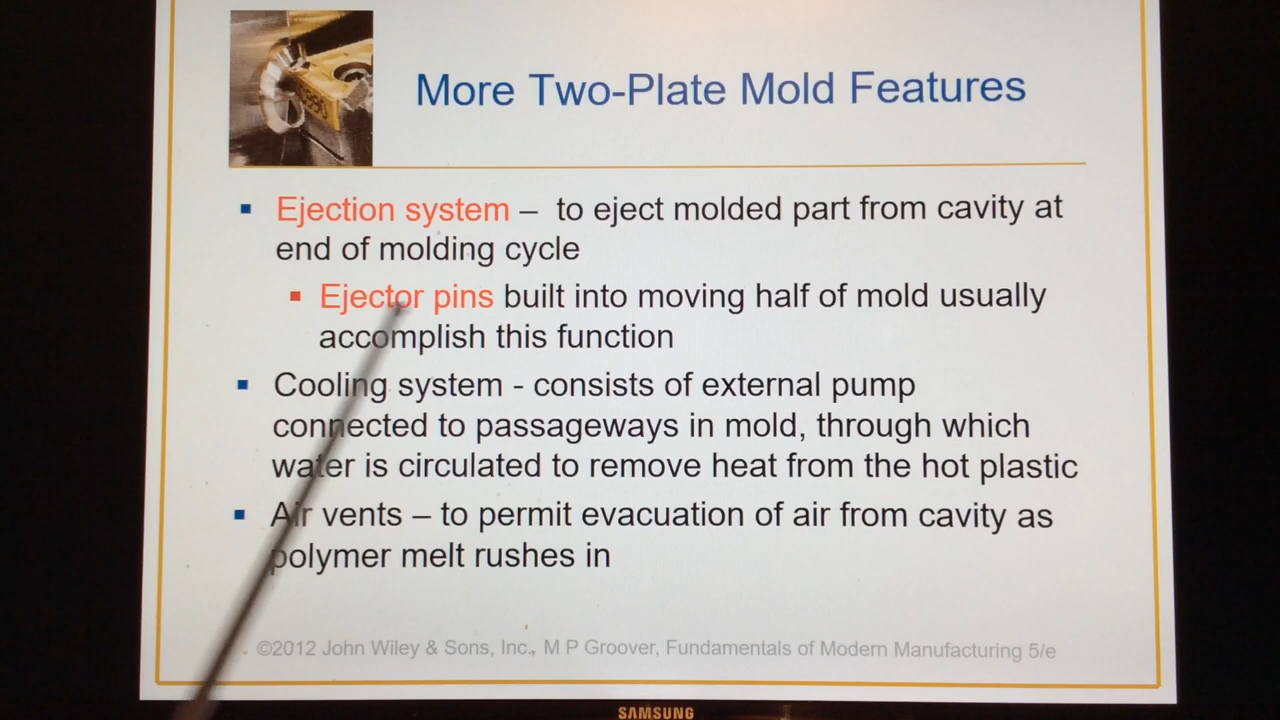 More Two-Plate Mold Features
Ejection system – to eject molded part from cavity at
end of molding cycle
Ejector pins built into moving half of mold usually
accomplish this function
Cooling system - consists of external pump
connected to passageways in mold, through which
water is circulated to remove heat from the hot plastic
Air vents – to permit evacuation of air from cavity as
polymer melt rushes in
©2012 John Wiley & Sons, Inc., M P Groover, Fundamentals of Modern Manufacturing 5/e
SAMSUNG